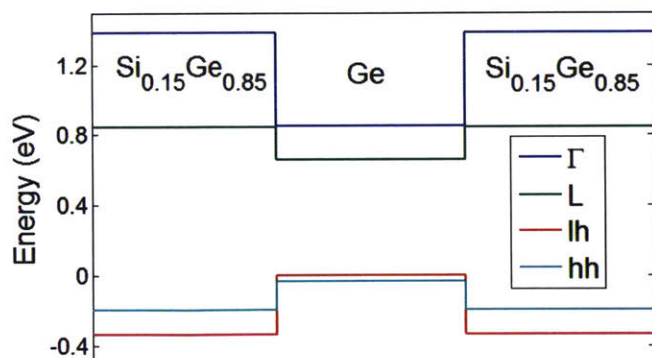 1.2
0.8
0.4
0
-0.4
Energy (eV)
Si₀.₁₅Ge₀.₈₅
Ge
Si₀.₁₅Ge₀.₈₅
Γ
L
lh
hh